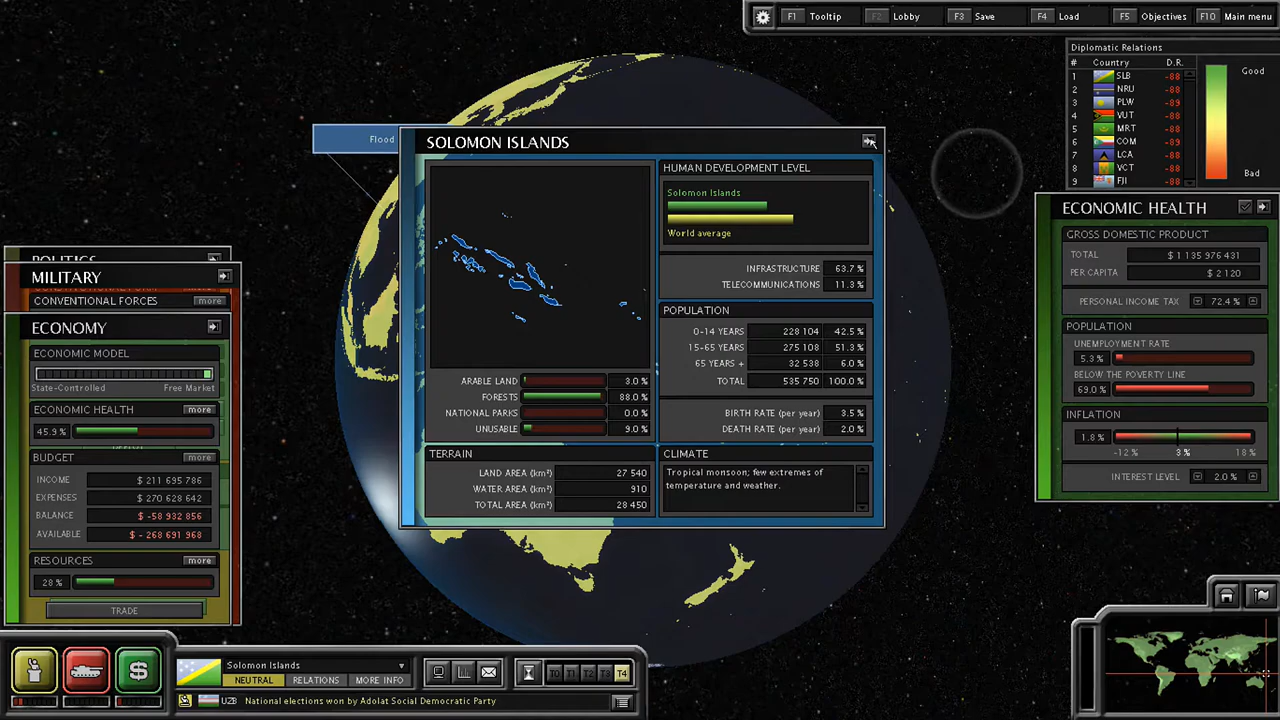 F1 Tooltip F2 Lobby F3 Save F4 Load F5 Objectives F10 Main menu
Diplomatic Relations
# Country D.R.
1 SLB -88
2 NRU -88
3 PLW -89
4 VUT -88
5 MRT -88
6 COM -89
7 LCA -88
8 VCT -88
9 FJI -88
Good
Bad
Flood
SOLOMON ISLANDS
HUMAN DEVELOPMENT LEVEL
Solomon Islands
World average
INFRASTRUCTURE 63.7 %
TELECOMMUNICATIONS 11.3 %
POPULATION
0-14 YEARS 228 104 42.5 %
15-65 YEARS 275 108 51.3 %
65 YEARS + 32 538 6.0 %
TOTAL 535 750 100.0 %
BIRTH RATE (per year) 3.5 %
DEATH RATE (per year) 2.0 %
ARABLE LAND 3.0 %
FORESTS 88.0 %
NATIONAL PARKS 0.0 %
UNUSABLE 9.0 %
TERRAIN
LAND AREA (km²) 27 540
WATER AREA (km²) 910
TOTAL AREA (km²) 28 450
CLIMATE
Tropical monsoon; few extremes of
temperature and weather.
ECONOMIC HEALTH
GROSS DOMESTIC PRODUCT
TOTAL $ 1 135 976 431
PER CAPITA $ 2 120
PERSONAL INCOME TAX 72.4 %
POPULATION
UNEMPLOYMENT RATE
5.3 %
BELOW THE POVERTY LINE
69.0 %
INFLATION
1.8 %
-12 % 3 % 18 %
INTEREST LEVEL 2.0 %
POLITICS
MILITARY
CONVENTIONAL FORCES more
ECONOMY
ECONOMIC MODEL
State-Controlled Free Market
ECONOMIC HEALTH more
45.9 %
BUDGET more
INCOME $ 211 695 786
EXPENSES $ 270 628 642
BALANCE $ -58 932 856
AVAILABLE $ - 268 691 968
RESOURCES more
28 %
TRADE
Solomon Islands
NEUTRAL RELATIONS MORE INFO
T0 T1 T2 T3 T4
UZB National elections won by Adolat Social Democratic Party